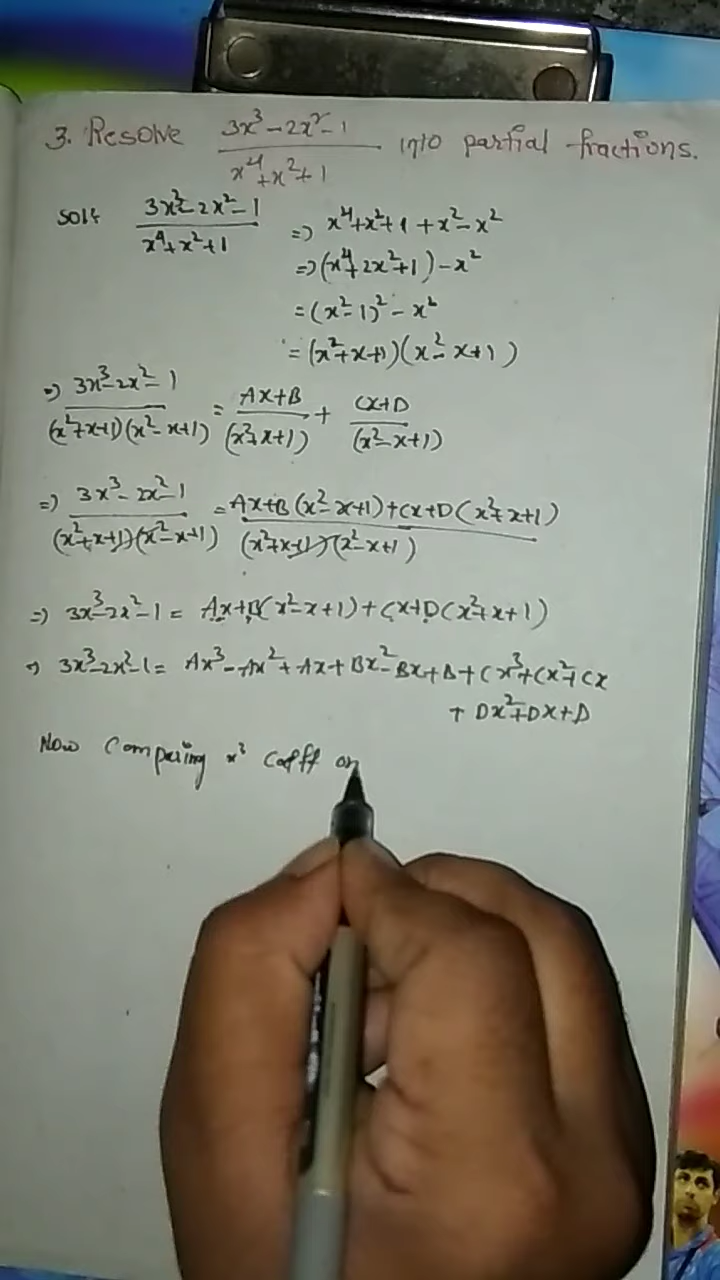 3. Resolve (3x³-2x²-1)/(x⁴+x²+1) into partial fractions.
Sol: (3x³-2x²-1)/(x⁴+x²+1) => x⁴+x²+1+x²-x²
=> (x⁴+2x²+1)-x²
= (x²-1)²-x²
= (x²+x+1)(x²-x+1)
=> (3x³-2x²-1)/((x²+x+1)(x²-x+1)) = (Ax+B)/(x²+x+1) + (Cx+D)/(x²-x+1)
=> (3x³-2x²-1)/((x²+x+1)(x²-x+1)) = (Ax+B(x²-x+1)+Cx+D(x²+x+1))/((x²+x+1)(x²-x+1))
=> 3x³-2x²-1 = Ax+B(x²-x+1)+Cx+D(x²+x+1)
=> 3x³-2x²-1 = Ax³-Ax²+Ax+Bx²-Bx+B+Cx³+Cx²+Cx
+Dx²+Dx+D
Now Comparing x³ Coeff on